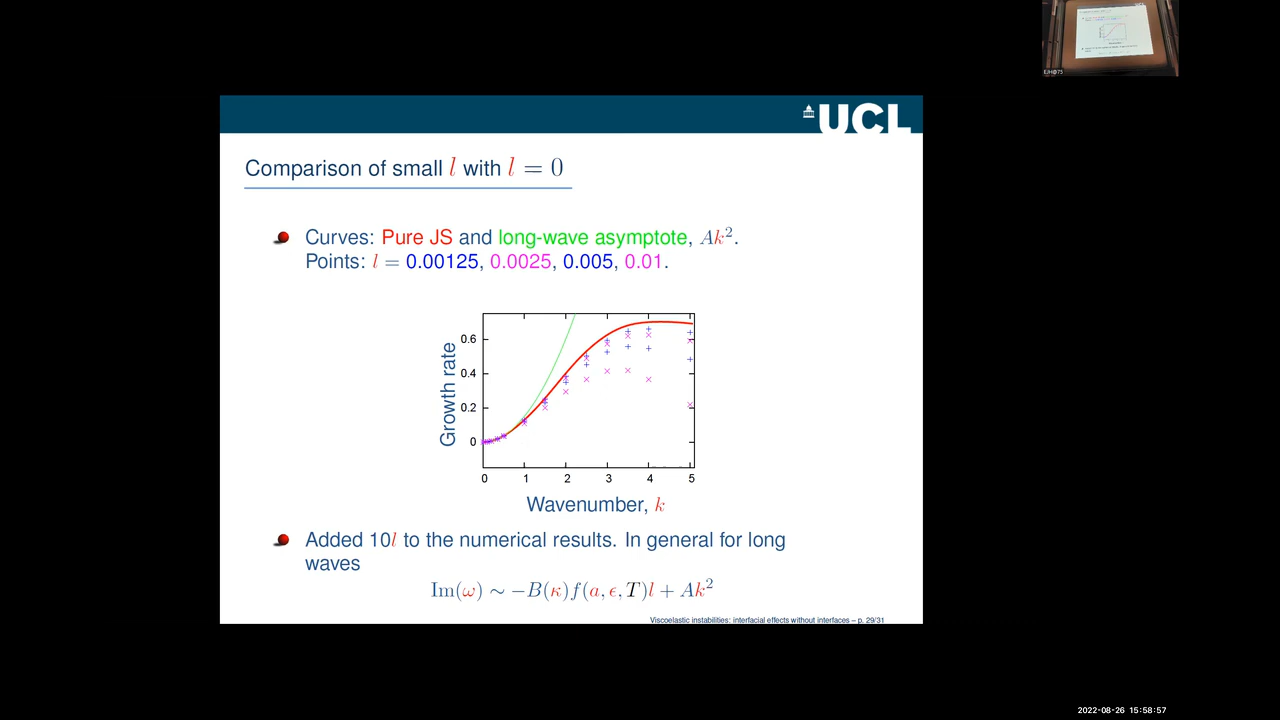 UCL
Comparison of small l with l = 0
Curves: Pure JS and long-wave asymptote, Ak².
Points: l = 0.00125, 0.0025, 0.005, 0.01.
Growth rate
0.6
0.4
0.2
0
0 1 2 3 4 5
Wavenumber, k
Added 10l to the numerical results. In general for long
waves
Im(ω) ∼ −B(κ)f(a, ϵ, T)l + Ak²
Viscoelastic instabilities: interfacial effects without interfaces – p. 29/31
EJH@75
2022-08-26 15:58:57